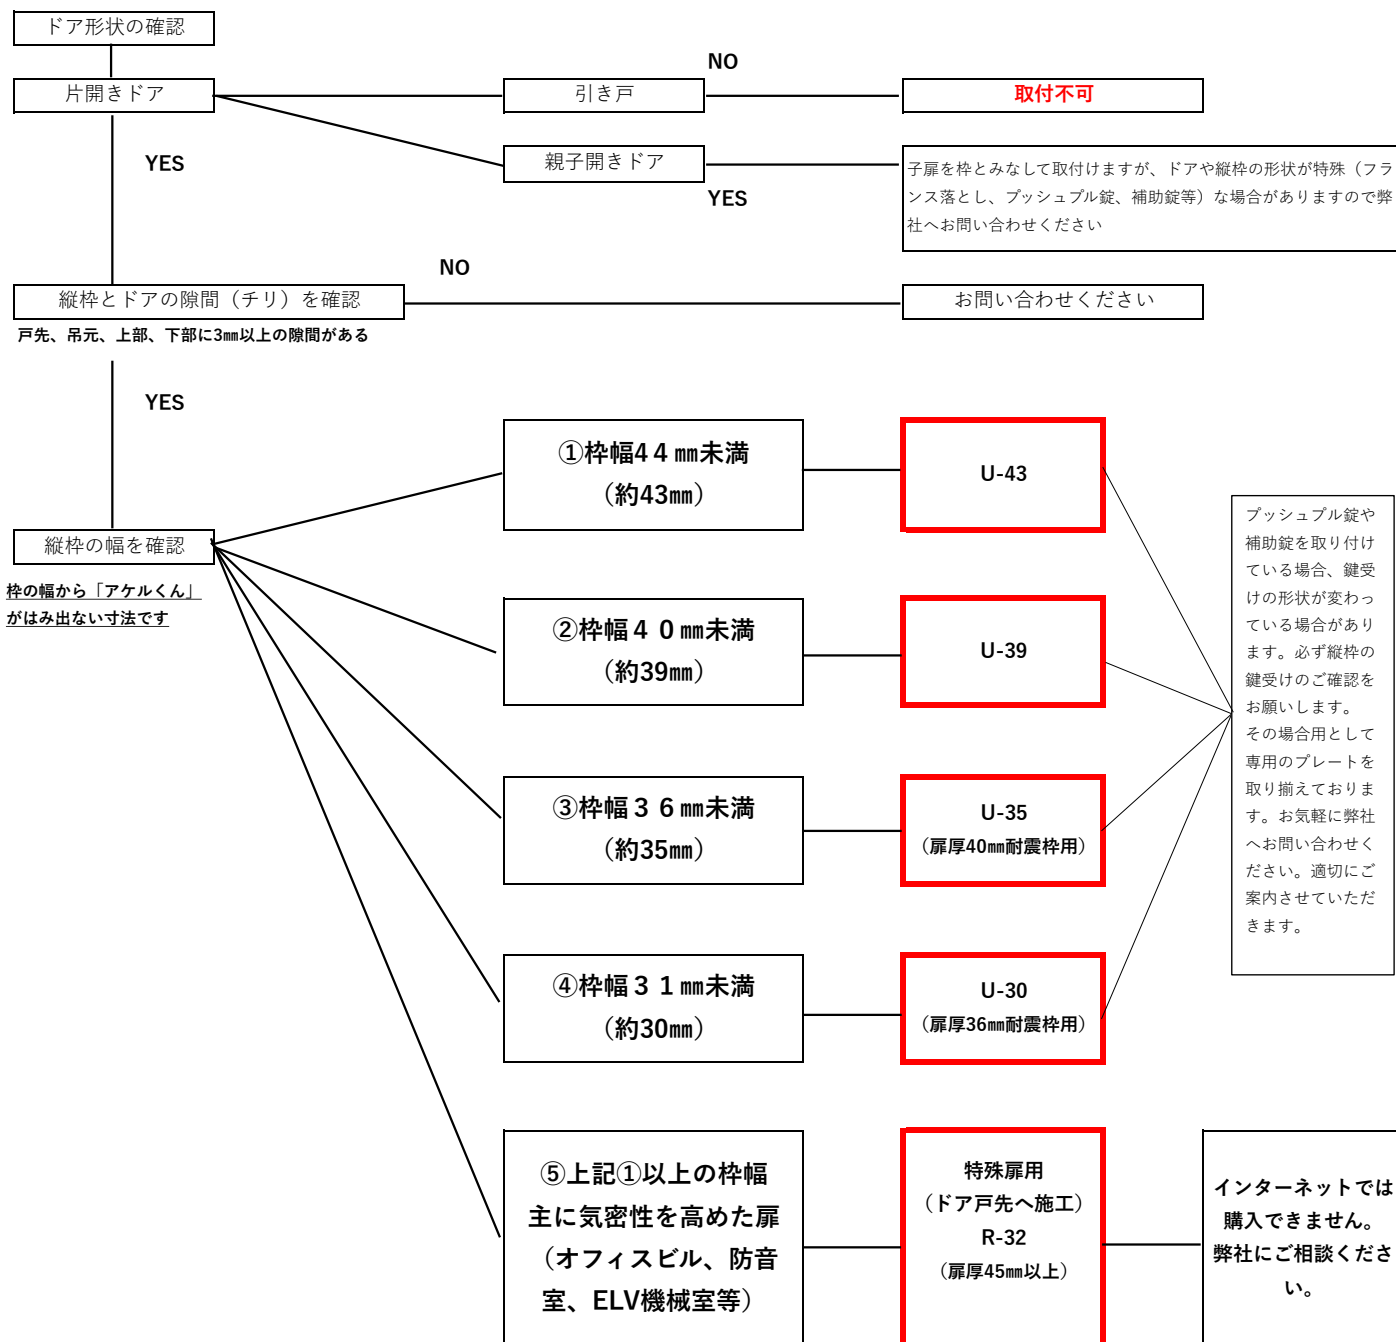 ドア形状の確認
片開きドア
引き戸
NO
取付不可
YES
親子開きドア
YES
子扉を枠とみなして取付けますが、ドアや縦枠の形状が特殊（フラ
ンス落とし、プッシュプル錠、補助錠等）な場合がありますので弊
社へお問い合わせください
縦枠とドアの隙間（チリ）を確認
NO
お問い合わせください
戸先、吊元、上部、下部に3㎜以上の隙間がある
YES
縦枠の幅を確認
枠の幅から「アケルくん」
がはみ出ない寸法です
①枠幅4４㎜未満
（約43㎜）
U-43
②枠幅４０㎜未満
（約39㎜）
U-39
③枠幅３６㎜未満
（約35㎜）
U-35
（扉厚40㎜耐震枠用）
④枠幅３１㎜未満
（約30㎜）
U-30
（扉厚36㎜耐震枠用）
プッシュプル錠や
補助錠を取り付け
ている場合、鍵受
けの形状が変わっ
ている場合があり
ます。必ず縦枠の
鍵受けのご確認を
お願いします。
その場合用として
専用のプレートを
取り揃えておりま
す。お気軽に弊社
へお問い合わせく
ださい。適切にご
案内させていただ
きます。
⑤上記①以上の枠幅
主に気密性を高めた扉
（オフィスビル、防音
室、ELV機械室等）
特殊扉用
（ドア戸先へ施工）
R-32
（扉厚45㎜以上）
インターネットでは
購入できません。
弊社にご相談くださ
い。